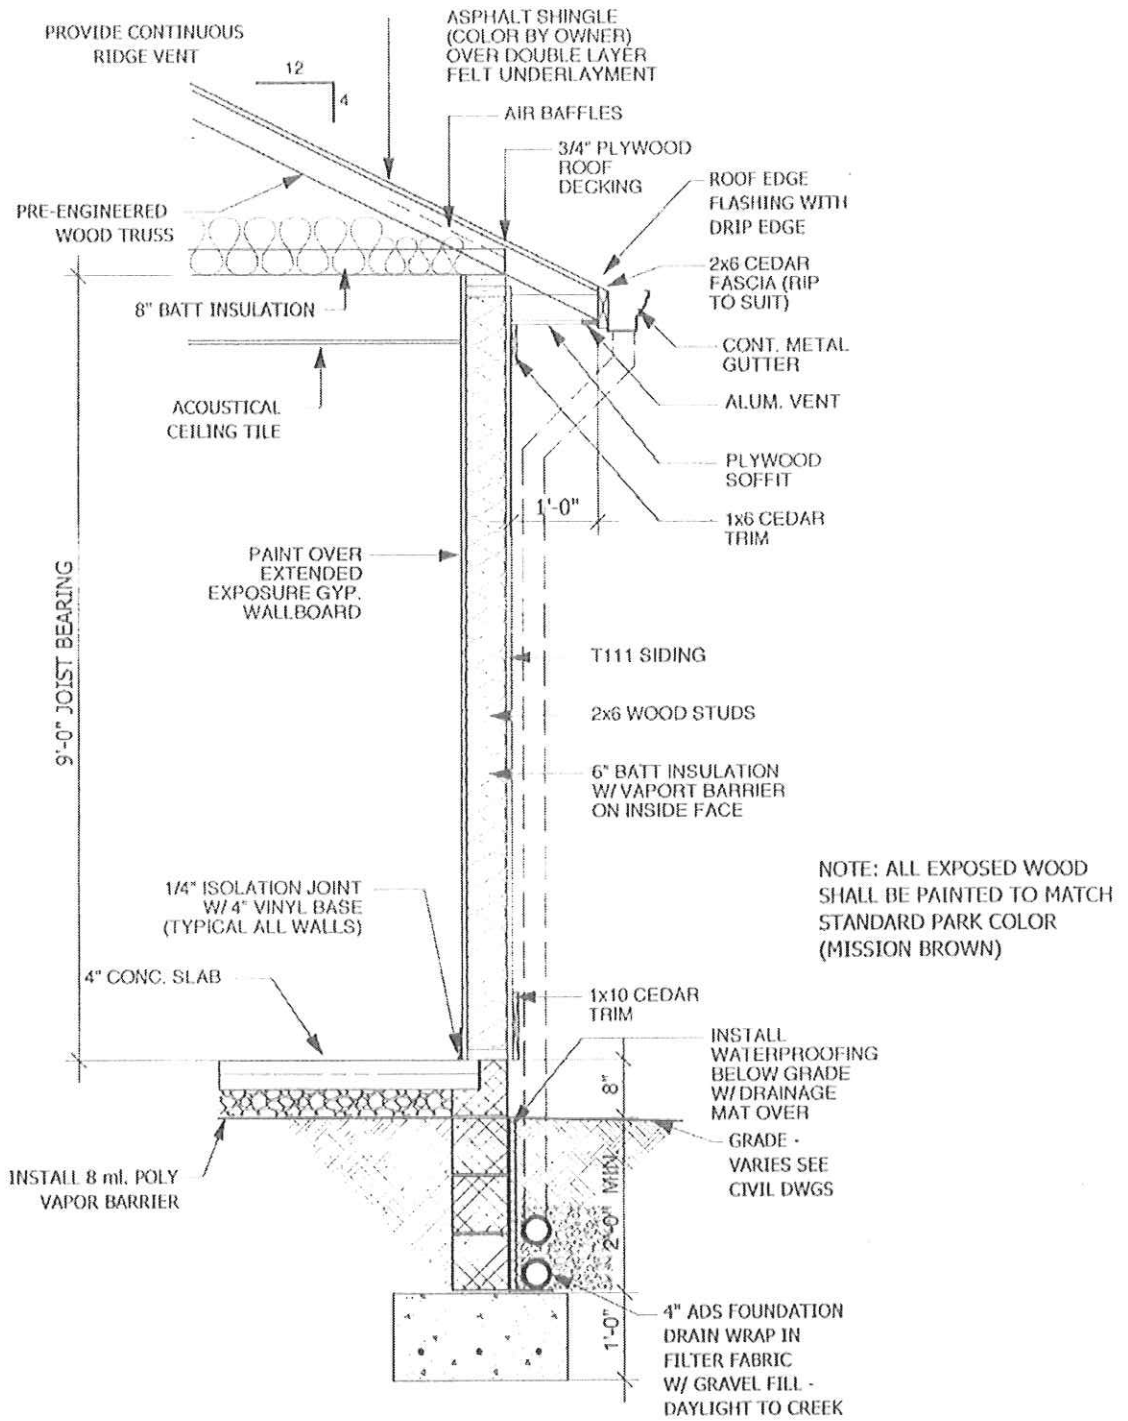 PROVIDE CONTINUOUS
RIDGE VENT
12
4
ASPHALT SHINGLE
(COLOR BY OWNER)
OVER DOUBLE LAYER
FELT UNDERLAYMENT
AIR BAFFLES
3/4" PLYWOOD
ROOF
DECKING
ROOF EDGE
FLASHING WITH
DRIP EDGE
PRE-ENGINEERED
WOOD TRUSS
2x6 CEDAR
FASCIA (RIP
TO SUIT)
8" BATT INSULATION
CONT. METAL
GUTTER
ACOUSTICAL
CEILING TILE
ALUM. VENT
PLYWOOD
SOFFIT
1'-0"
1x6 CEDAR
TRIM
PAINT OVER
EXTENDED
EXPOSURE GYP.
WALLBOARD
9'-0" JOIST BEARING
T111 SIDING
2x6 WOOD STUDS
6" BATT INSULATION
W/ VAPORT BARRIER
ON INSIDE FACE
NOTE: ALL EXPOSED WOOD
SHALL BE PAINTED TO MATCH
STANDARD PARK COLOR
(MISSION BROWN)
1/4" ISOLATION JOINT
W/ 4" VINYL BASE
(TYPICAL ALL WALLS)
4" CONC. SLAB
1x10 CEDAR
TRIM
INSTALL
WATERPROOFING
BELOW GRADE
W/ DRAINAGE
MAT OVER
8"
GRADE -
VARIES SEE
CIVIL DWGS
INSTALL 8 ml. POLY
VAPOR BARRIER
2'-0" MIN.
1'-0"
4" ADS FOUNDATION
DRAIN WRAP IN
FILTER FABRIC
W/ GRAVEL FILL -
DAYLIGHT TO CREEK